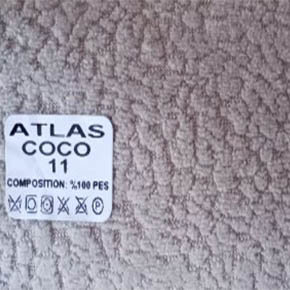 ATLAS
COCO
11
COMPOSITION: %100 PES
P